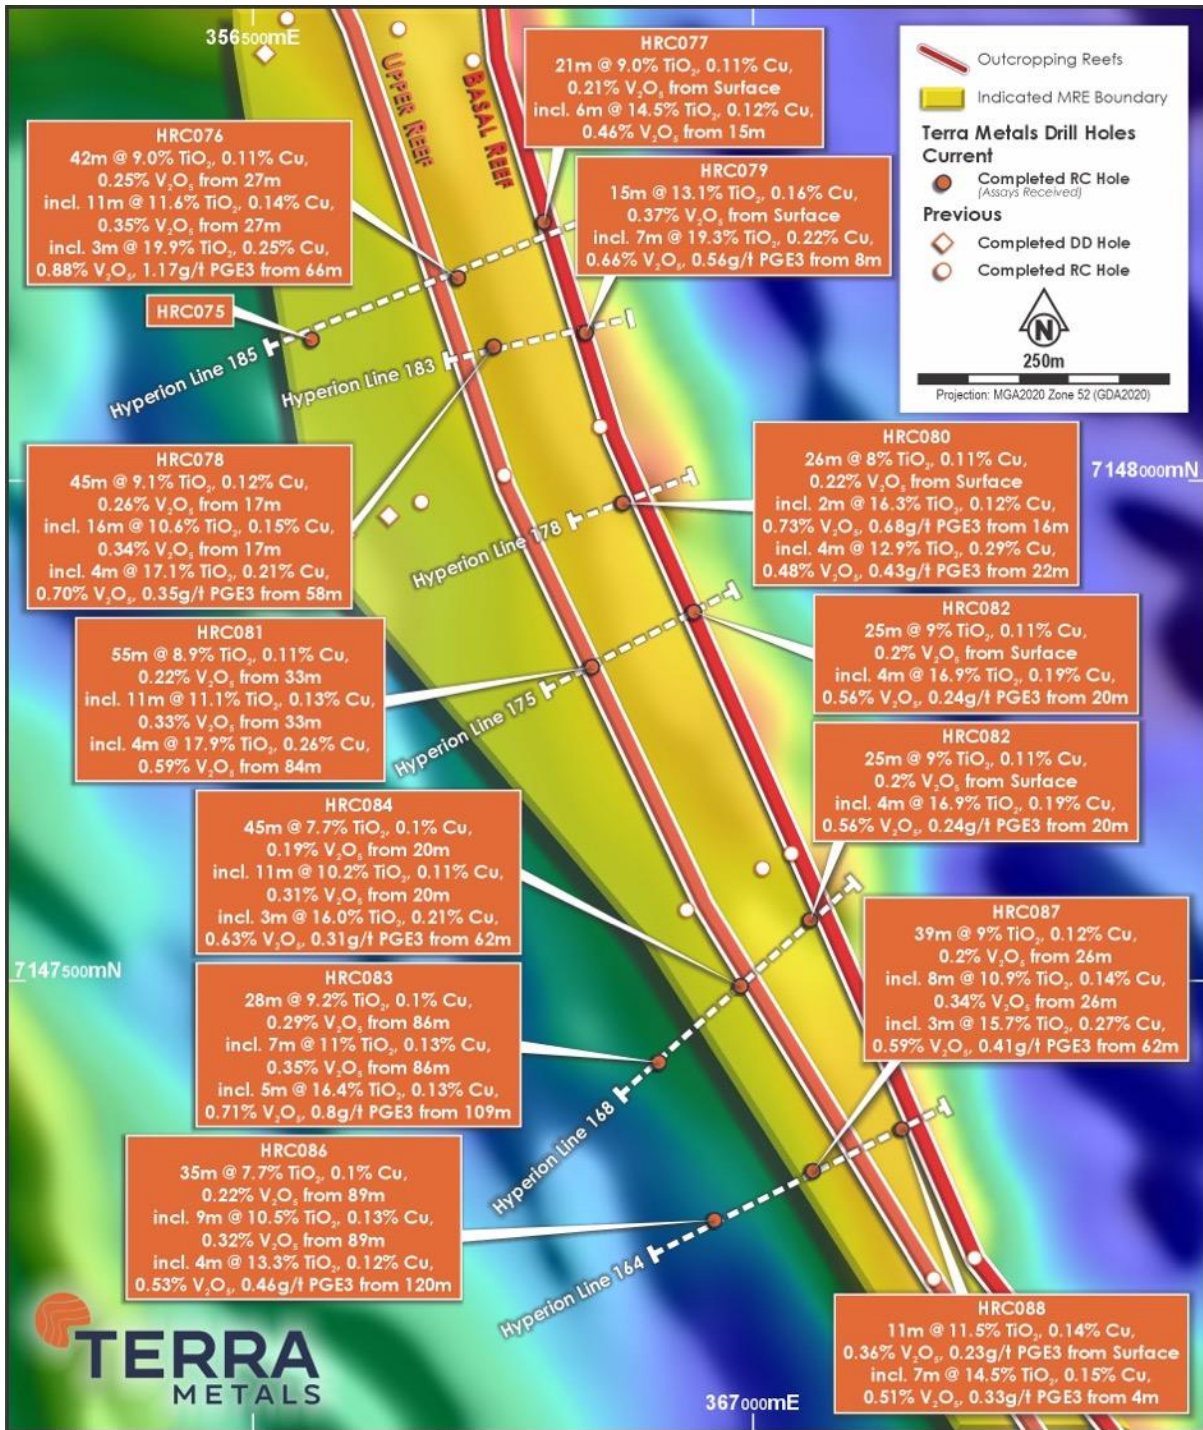 356500mE
UPPER REEF
BASAL REEF
HRC077
21m @ 9.0% TiO₂, 0.11% Cu,
0.21% V₂O₅ from Surface
incl. 6m @ 14.5% TiO₂, 0.12% Cu,
0.46% V₂O₅ from 15m
Outcropping Reefs
Indicated MRE Boundary
Terra Metals Drill Holes
Current
Completed RC Hole
(Assays Received)
Previous
Completed DD Hole
Completed RC Hole
N
250m
Projection: MGA2020 Zone 52 (GDA2020)
HRC076
42m @ 9.0% TiO₂, 0.11% Cu,
0.25% V₂O₅ from 27m
incl. 11m @ 11.6% TiO₂, 0.14% Cu,
0.35% V₂O₅ from 27m
incl. 3m @ 19.9% TiO₂, 0.25% Cu,
0.88% V₂O₅, 1.17g/t PGE3 from 66m
HRC079
15m @ 13.1% TiO₂, 0.16% Cu,
0.37% V₂O₅ from Surface
incl. 7m @ 19.3% TiO₂, 0.22% Cu,
0.66% V₂O₅, 0.56g/t PGE3 from 8m
HRC075
Hyperion Line 185
Hyperion Line 183
HRC078
45m @ 9.1% TiO₂, 0.12% Cu,
0.26% V₂O₅ from 17m
incl. 16m @ 10.6% TiO₂, 0.15% Cu,
0.34% V₂O₅ from 17m
incl. 4m @ 17.1% TiO₂, 0.21% Cu,
0.70% V₂O₅, 0.35g/t PGE3 from 58m
HRC080
26m @ 8% TiO₂, 0.11% Cu,
0.22% V₂O₅ from Surface
incl. 2m @ 16.3% TiO₂, 0.12% Cu,
0.73% V₂O₅, 0.68g/t PGE3 from 16m
incl. 4m @ 12.9% TiO₂, 0.29% Cu,
0.48% V₂O₅, 0.43g/t PGE3 from 22m
7148000mN
Hyperion Line 178
HRC081
55m @ 8.9% TiO₂, 0.11% Cu,
0.22% V₂O₅ from 33m
incl. 11m @ 11.1% TiO₂, 0.13% Cu,
0.33% V₂O₅ from 33m
incl. 4m @ 17.9% TiO₂, 0.26% Cu,
0.59% V₂O₅ from 84m
HRC082
25m @ 9% TiO₂, 0.11% Cu,
0.2% V₂O₅ from Surface
incl. 4m @ 16.9% TiO₂, 0.19% Cu,
0.56% V₂O₅, 0.24g/t PGE3 from 20m
Hyperion Line 175
HRC082
25m @ 9% TiO₂, 0.11% Cu,
0.2% V₂O₅ from Surface
incl. 4m @ 16.9% TiO₂, 0.19% Cu,
0.56% V₂O₅, 0.24g/t PGE3 from 20m
HRC084
45m @ 7.7% TiO₂, 0.1% Cu,
0.19% V₂O₅ from 20m
incl. 11m @ 10.2% TiO₂, 0.11% Cu,
0.31% V₂O₅ from 20m
incl. 3m @ 16.0% TiO₂, 0.21% Cu,
0.63% V₂O₅, 0.31g/t PGE3 from 62m
HRC087
39m @ 9% TiO₂, 0.12% Cu,
0.2% V₂O₅ from 26m
incl. 8m @ 10.9% TiO₂, 0.14% Cu,
0.34% V₂O₅ from 26m
incl. 3m @ 15.7% TiO₂, 0.27% Cu,
0.59% V₂O₅, 0.41g/t PGE3 from 62m
7147500mN
HRC083
28m @ 9.2% TiO₂, 0.1% Cu,
0.29% V₂O₅ from 86m
incl. 7m @ 11% TiO₂, 0.13% Cu,
0.35% V₂O₅ from 86m
incl. 5m @ 16.4% TiO₂, 0.13% Cu,
0.71% V₂O₅, 0.8g/t PGE3 from 109m
Hyperion Line 168
HRC086
35m @ 7.7% TiO₂, 0.1% Cu,
0.22% V₂O₅ from 89m
incl. 9m @ 10.5% TiO₂, 0.13% Cu,
0.32% V₂O₅ from 89m
incl. 4m @ 13.3% TiO₂, 0.12% Cu,
0.53% V₂O₅, 0.46g/t PGE3 from 120m
Hyperion Line 164
HRC088
11m @ 11.5% TiO₂, 0.14% Cu,
0.36% V₂O₅, 0.23g/t PGE3 from Surface
incl. 7m @ 14.5% TiO₂, 0.15% Cu,
0.51% V₂O₅, 0.33g/t PGE3 from 4m
TERRA
METALS
367000mE